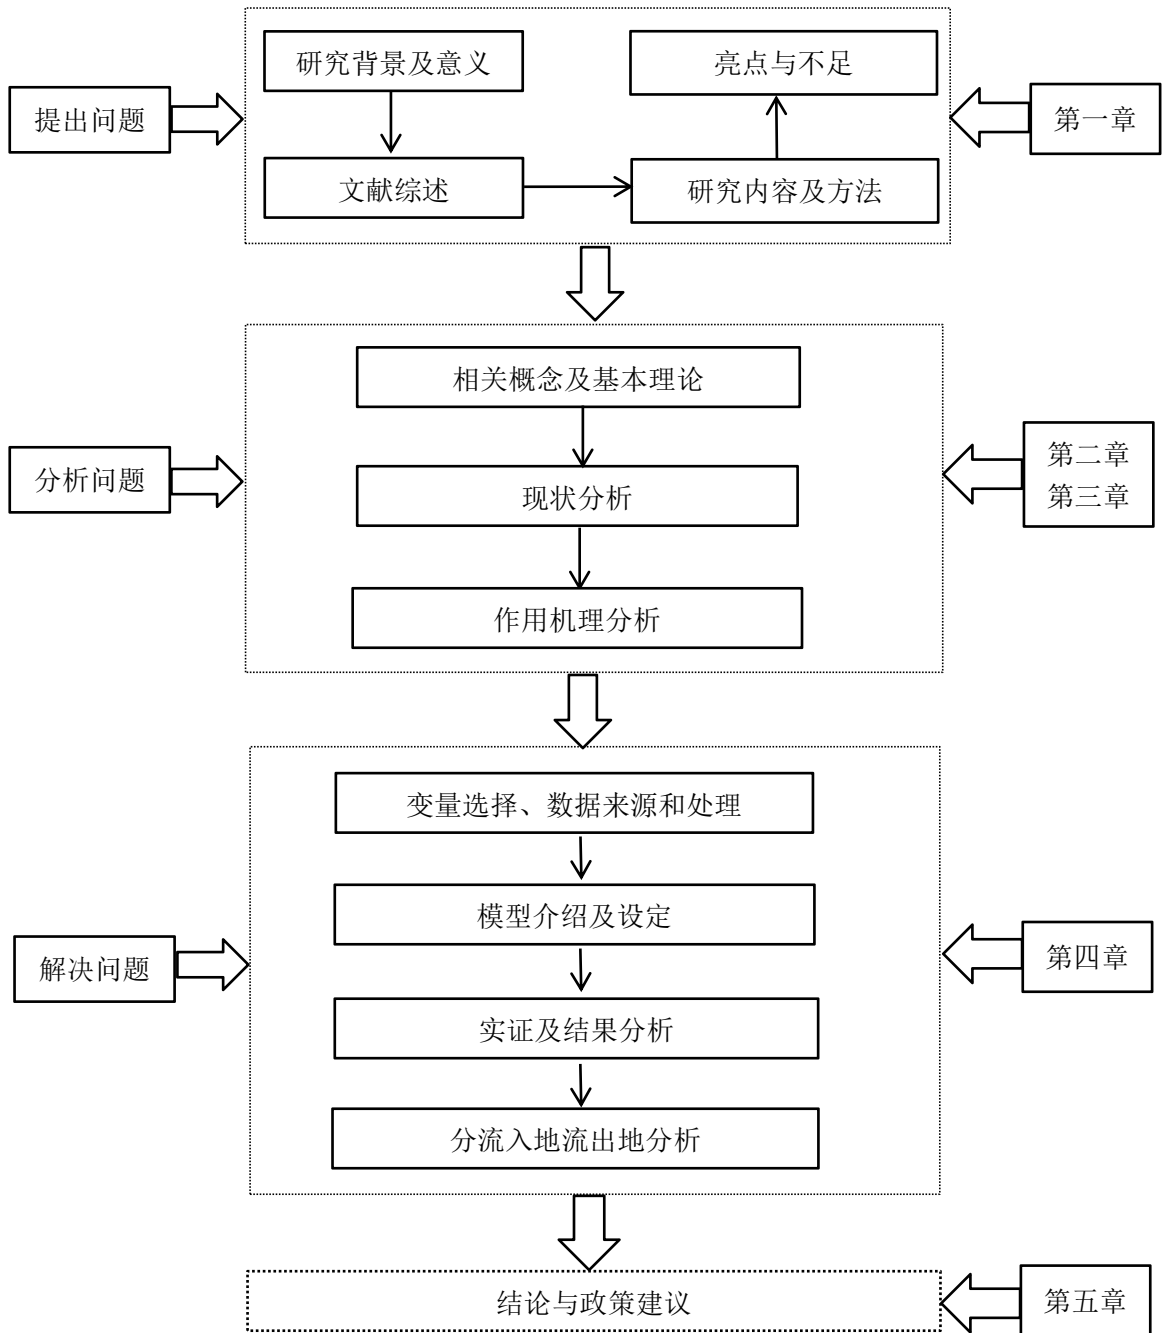 研究背景及意义
亮点与不足
提出问题
第一章
文献综述
研究内容及方法
相关概念及基本理论
分析问题
现状分析
第二章
第三章
作用机理分析
变量选择、数据来源和处理
模型介绍及设定
解决问题
第四章
实证及结果分析
分流入地流出地分析
结论与政策建议
第五章